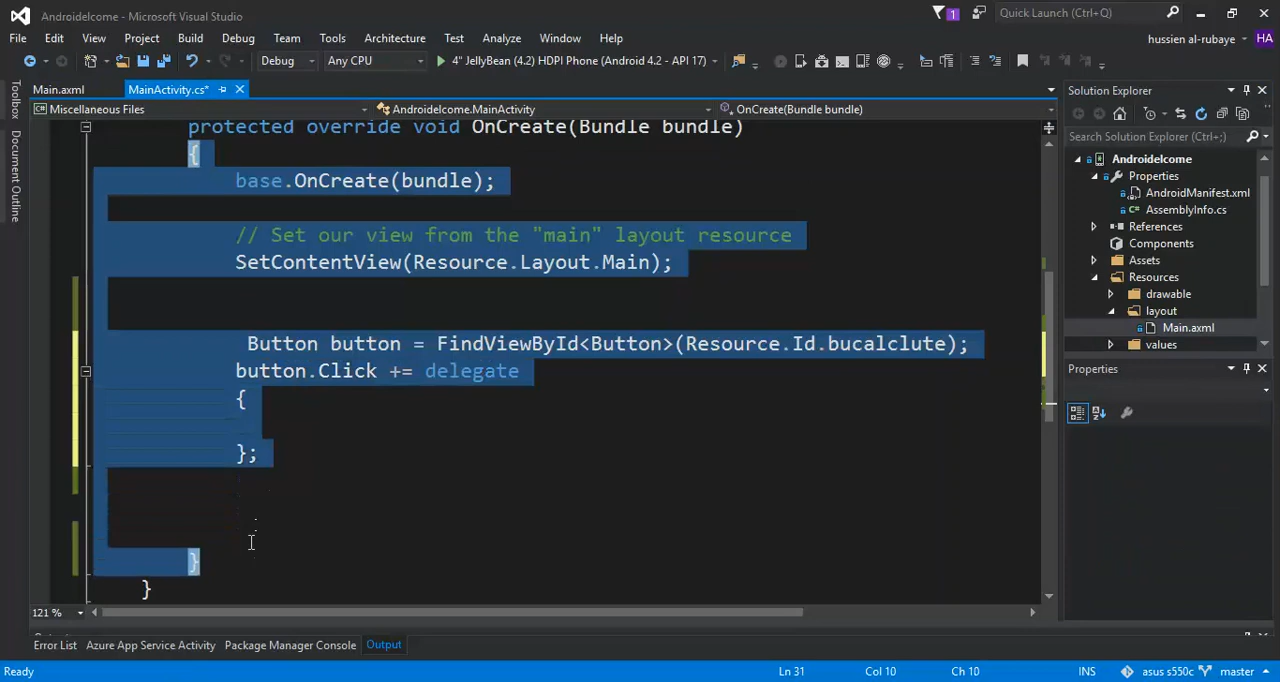 Androidelcome - Microsoft Visual Studio
1
Quick Launch (Ctrl+Q)
File Edit View Project Build Debug Team Tools Architecture Test Analyze Window Help
hussien al-rubaye
HA
Debug
Any CPU
4" JellyBean (4.2) HDPI Phone (Android 4.2 - API 17)
Toolbox
Document Outline
Main.axml
MainActivity.cs*
Miscellaneous Files
Androidelcome.MainActivity
OnCreate(Bundle bundle)
protected override void OnCreate(Bundle bundle)
{
base.OnCreate(bundle);
// Set our view from the "main" layout resource
SetContentView(Resource.Layout.Main);
Button button = FindViewById<Button>(Resource.Id.bucalclute);
button.Click += delegate
{
};
}
}
121 %
Solution Explorer
Search Solution Explorer (Ctrl+;)
Androidelcome
Properties
AndroidManifest.xml
AssemblyInfo.cs
References
Components
Assets
Resources
drawable
layout
Main.axml
values
Properties
Error List Azure App Service Activity Package Manager Console Output
Ready
Ln 31
Col 10
Ch 10
INS
asus s550c
master